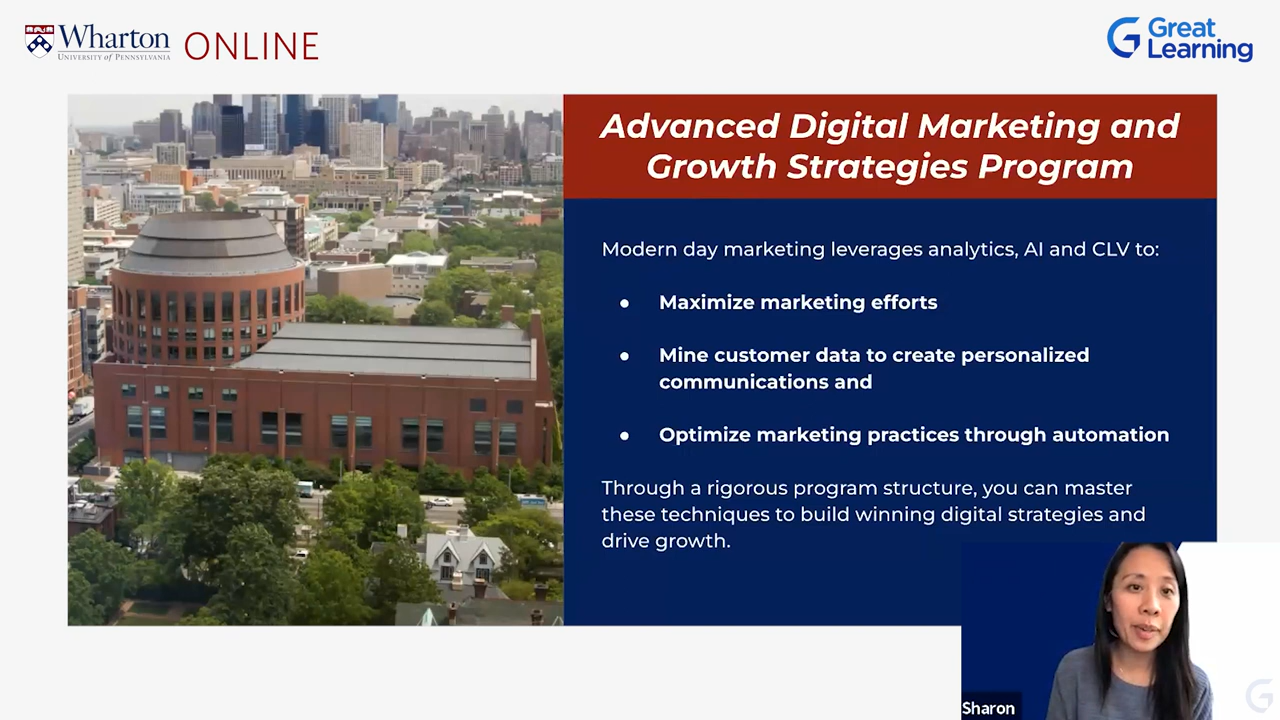 Wharton
UNIVERSITY of PENNSYLVANIA
ONLINE
Great
Learning
Advanced Digital Marketing and
Growth Strategies Program
Modern day marketing leverages analytics, AI and CLV to:
● Maximize marketing efforts
● Mine customer data to create personalized
communications and
● Optimize marketing practices through automation
Through a rigorous program structure, you can master
these techniques to build winning digital strategies and
drive growth.
Sharon